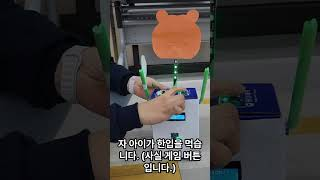 자 아이가 한입을 먹습
니다. (사실 게임 버튼
입니다.)